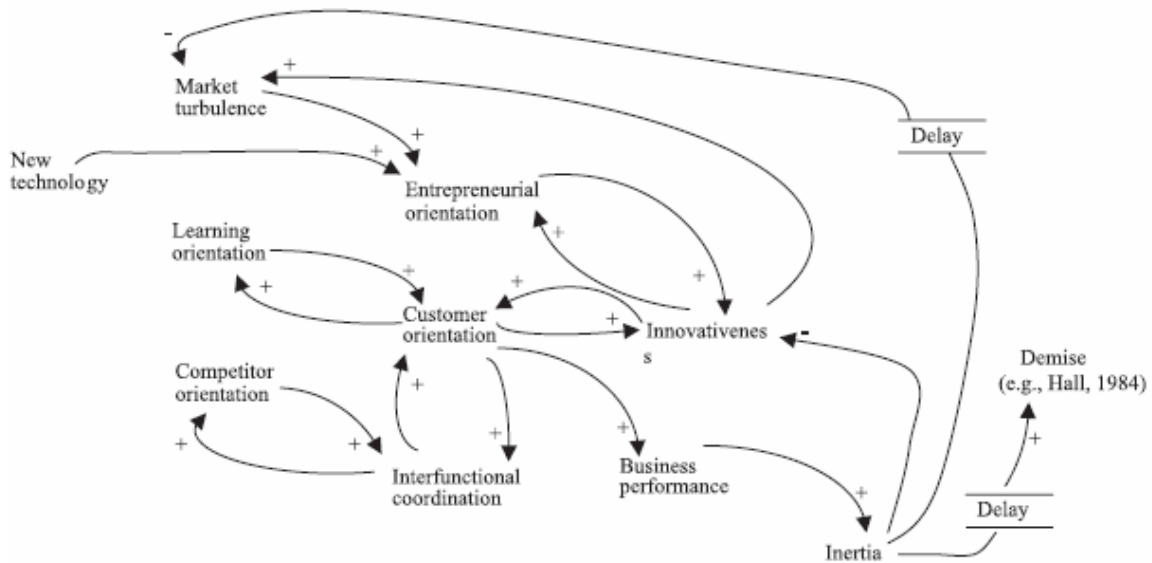 -
+
Market
turbulence
Delay
+
New
technology
+
Entrepreneurial
orientation
+
Learning
orientation
+
+
+
+
+
Customer
orientation
+
Innovativenes
s
-
Competitor
orientation
Demise
(e.g., Hall, 1984)
+
+
+
+
+
+
Interfunctional
coordination
Business
performance
+
Delay
Inertia